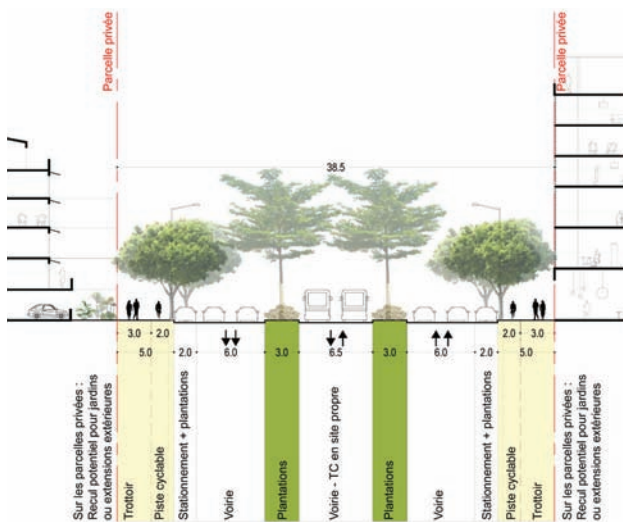 Parcelle privée
Parcelle privée
38.5
3.0 2.0 2.0 3.0
5.0 2.0 6.0 3.0 6.5 3.0 6.0 2.0 5.0
Sur les parcelles privées :
Recul potentiel pour jardins
ou extensions extérieures
Trottoir
Piste cyclable
Stationnement + plantations
Voirie
Plantations
Voirie - TC en site propre
Plantations
Voirie
Stationnement + plantations
Piste cyclable
Trottoir
Sur les parcelles privées :
Recul potentiel pour jardins
ou extensions extérieures